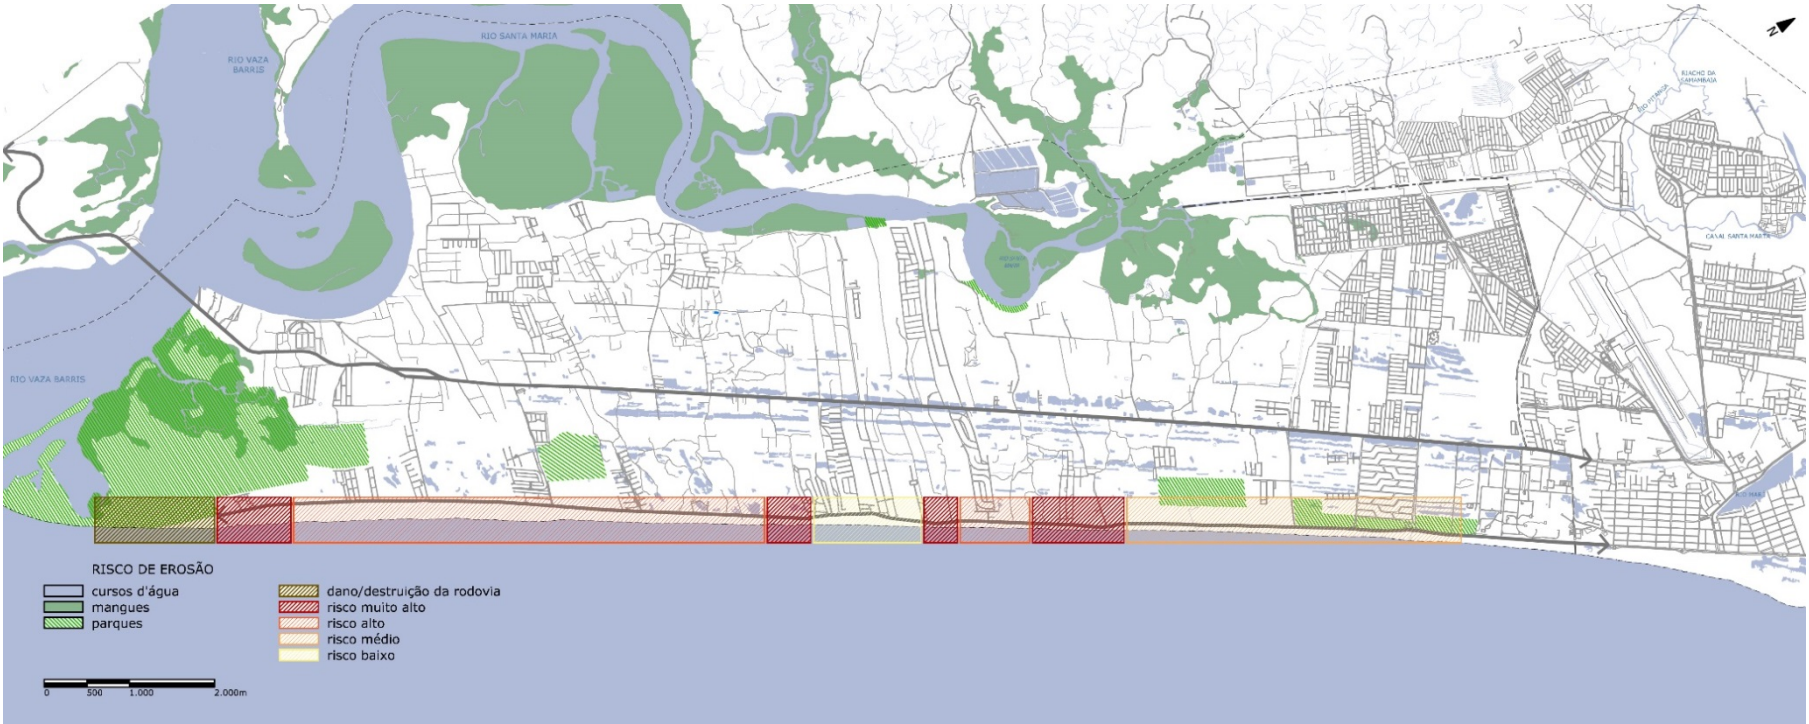 RIO SANTA MARIA
RIO VAZA
BARRIS
N
RIACHO DA
SAMAMBAIA
RIO PITANGA
CANAL SANTA MARIA
RIO VAZA BARRIS
RISCO DE EROSÃO
cursos d'água
mangues
parques
dano/destruição da rodovia
risco muito alto
risco alto
risco médio
risco baixo
0 500 1.000 2.000m